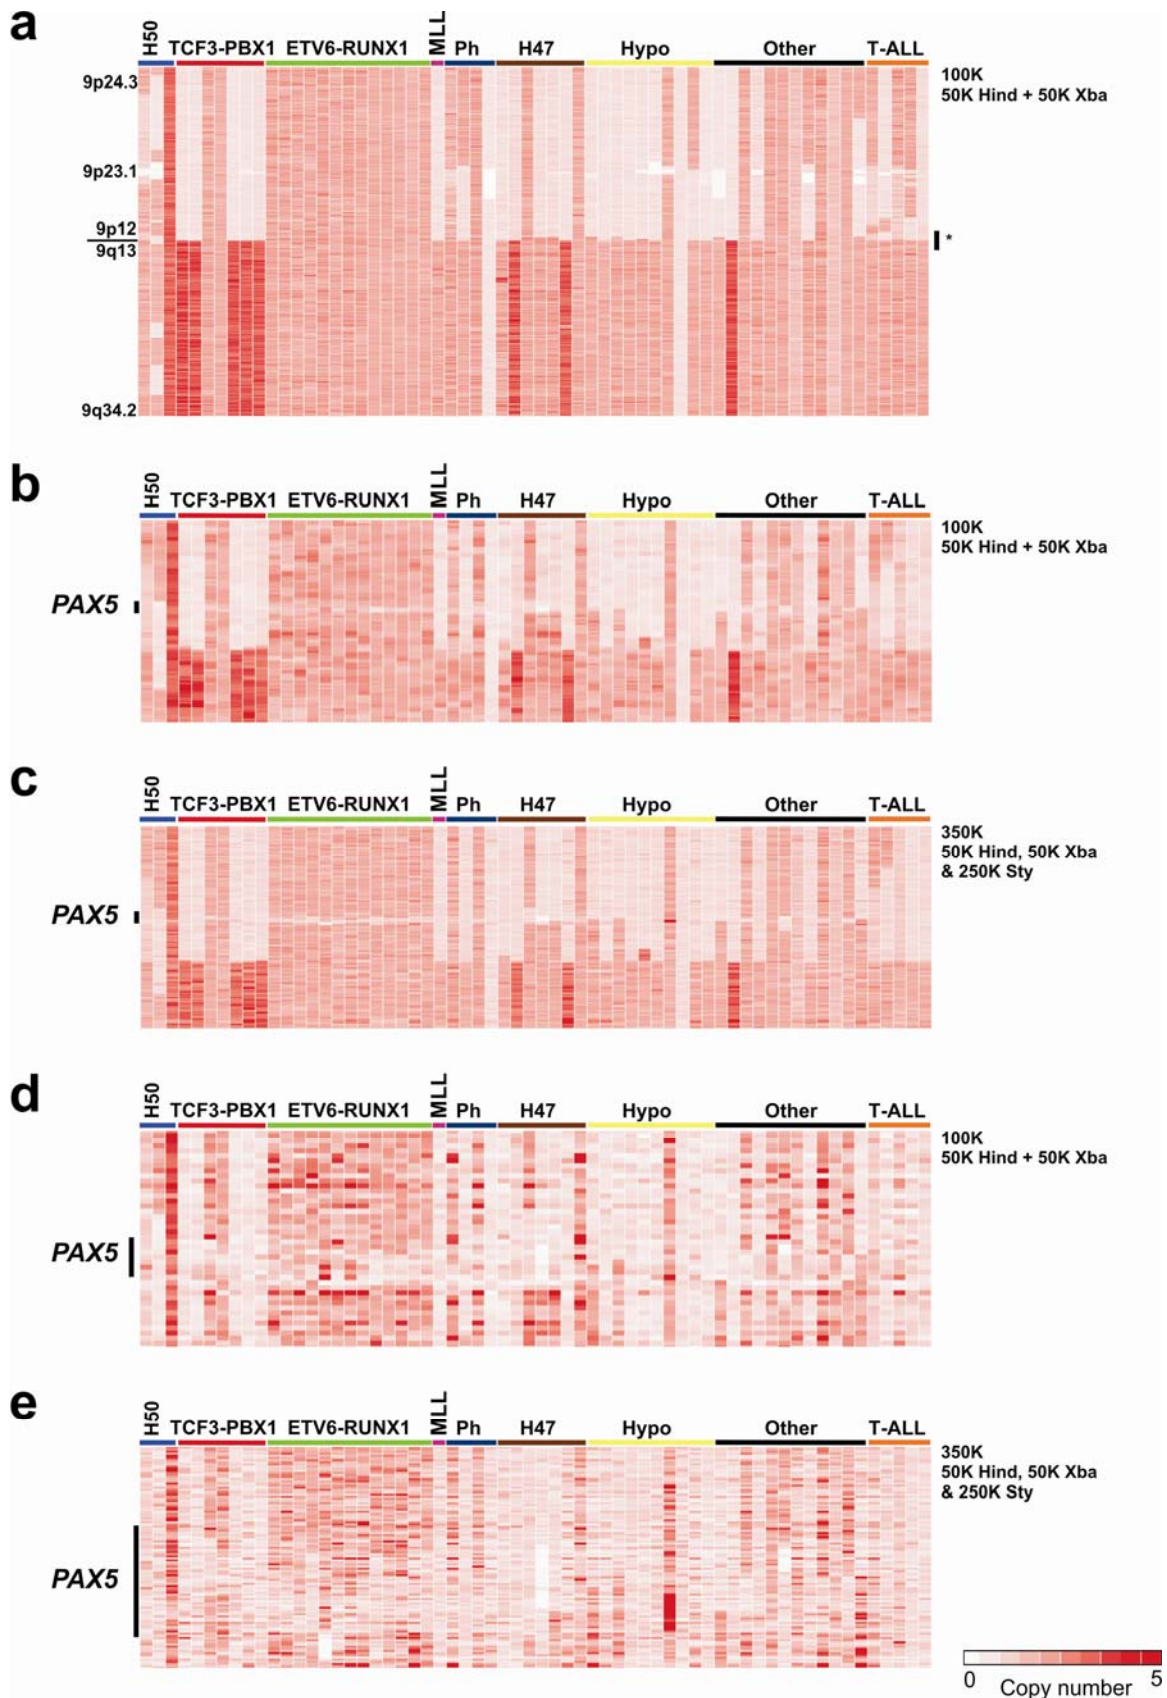 a
H50 TCF3-PBX1 ETV6-RUNX1 MLL Ph H47 Hypo Other T-ALL
9p24.3
100K
50K Hind + 50K Xba
9p23.1
9p12
*
9q13
9q34.2
b
H50 TCF3-PBX1 ETV6-RUNX1 MLL Ph H47 Hypo Other T-ALL
100K
50K Hind + 50K Xba
PAX5
c
H50 TCF3-PBX1 ETV6-RUNX1 MLL Ph H47 Hypo Other T-ALL
350K
50K Hind, 50K Xba
& 250K Sty
PAX5
d
H50 TCF3-PBX1 ETV6-RUNX1 MLL Ph H47 Hypo Other T-ALL
100K
50K Hind + 50K Xba
PAX5
e
H50 TCF3-PBX1 ETV6-RUNX1 MLL Ph H47 Hypo Other T-ALL
350K
50K Hind, 50K Xba
& 250K Sty
PAX5
0 5
Copy number